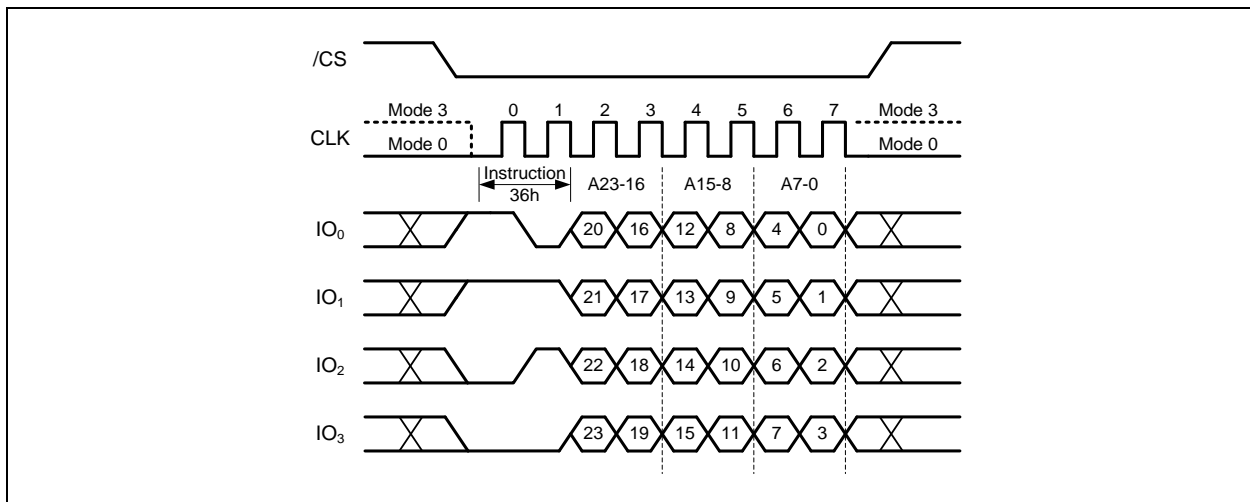 /CS
Mode 3 0 1 2 3 4 5 6 7 Mode 3
CLK
Mode 0 Mode 0
Instruction
36h
A23-16 A15-8 A7-0
IO₀ 20 16 12 8 4 0
IO₁ 21 17 13 9 5 1
IO₂ 22 18 14 10 6 2
IO₃ 23 19 15 11 7 3